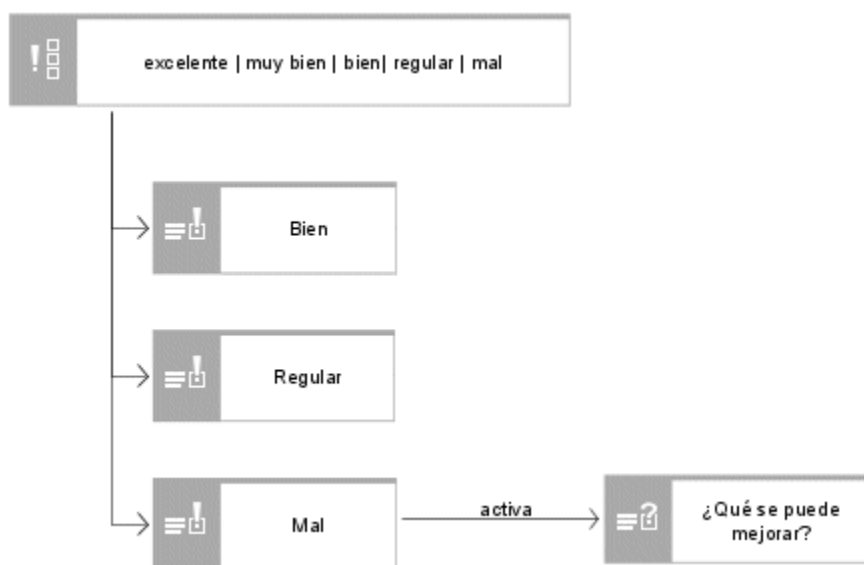 excelente | muy bien | bien| regular | mal
Bien
Regular
Mal
activa
¿Qué se puede
mejorar?